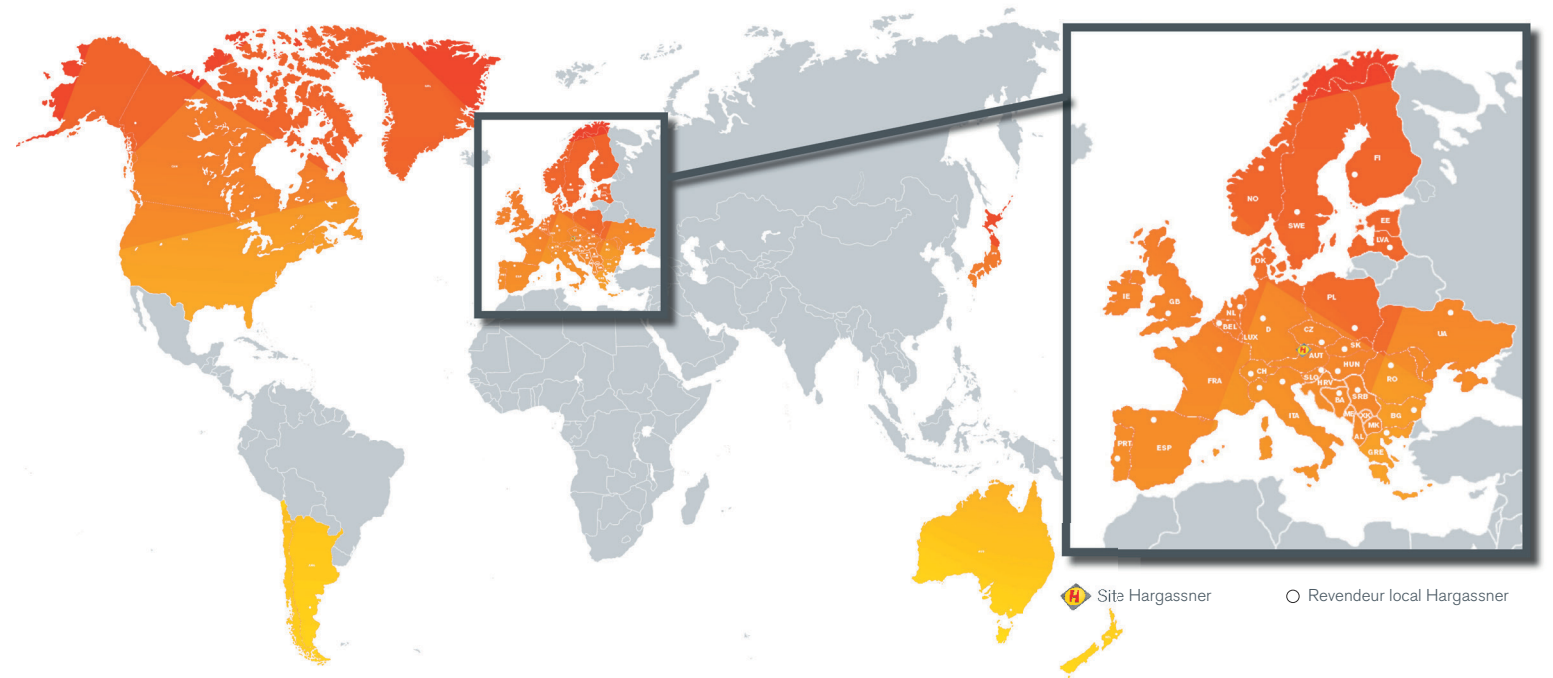 FI
NO
SWE
EE
LVA
DK
IE
GB
NL
BEL
LUX
D
PL
CZ
SK
UA
AUT
HUN
CH
SLO
HRV
RO
FRA
BA
SRB
ITA
BG
MK
AL
GRE
PRT
ESP
H Site Hargassner
Revendeur local Hargassner